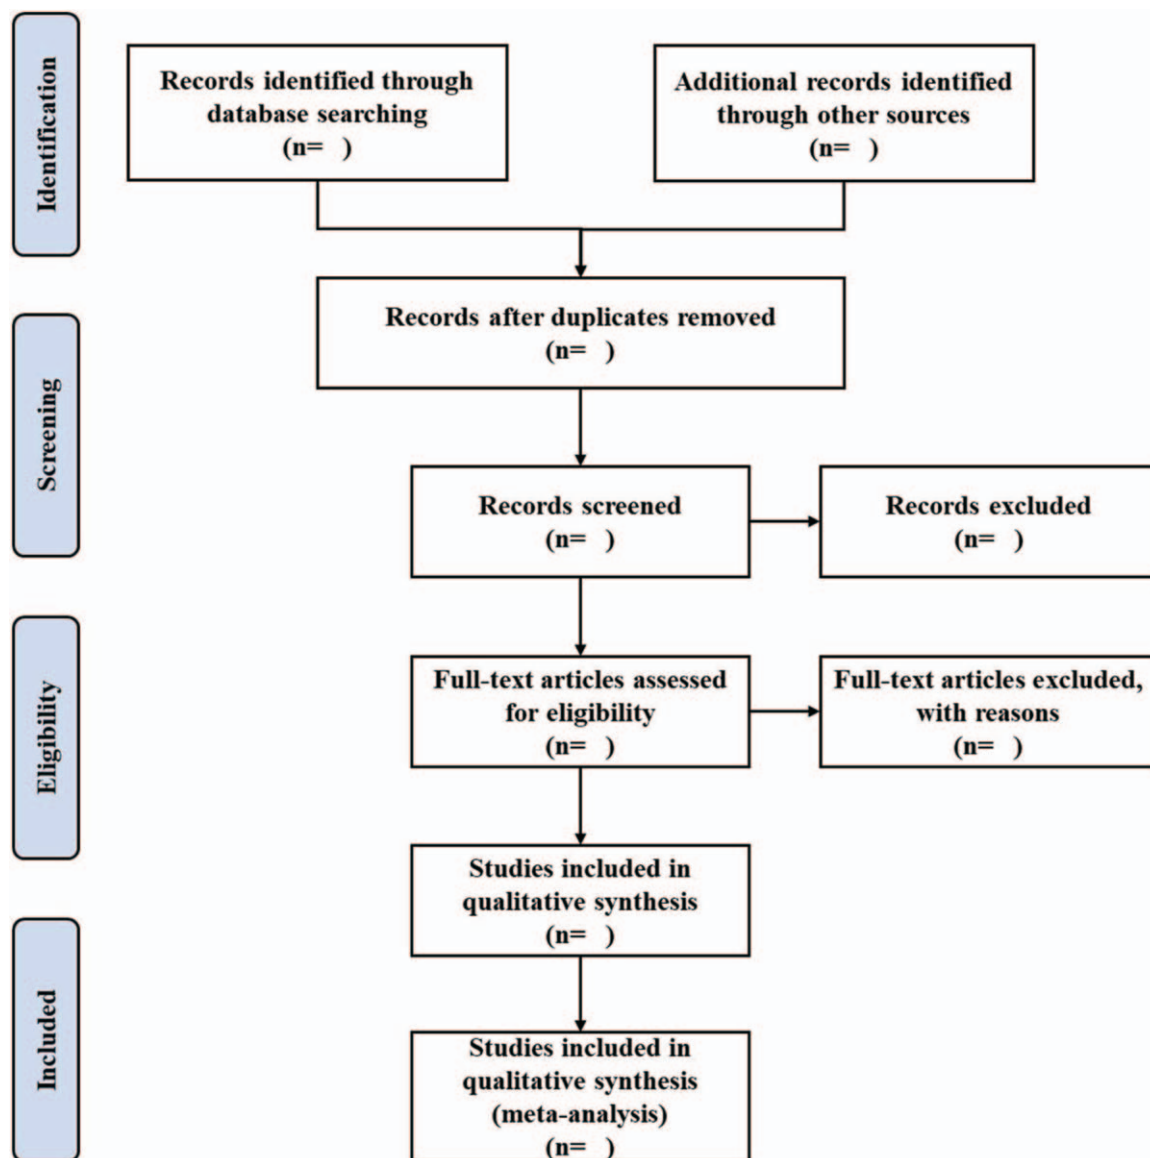 Identification
Records identified through
database searching
(n= )
Additional records identified
through other sources
(n= )
Records after duplicates removed
(n= )
Screening
Records screened
(n= )
Records excluded
(n= )
Eligibility
Full-text articles assessed
for eligibility
(n= )
Full-text articles excluded,
with reasons
(n= )
Studies included in
qualitative synthesis
(n= )
Included
Studies included in
qualitative synthesis
(meta-analysis)
(n= )